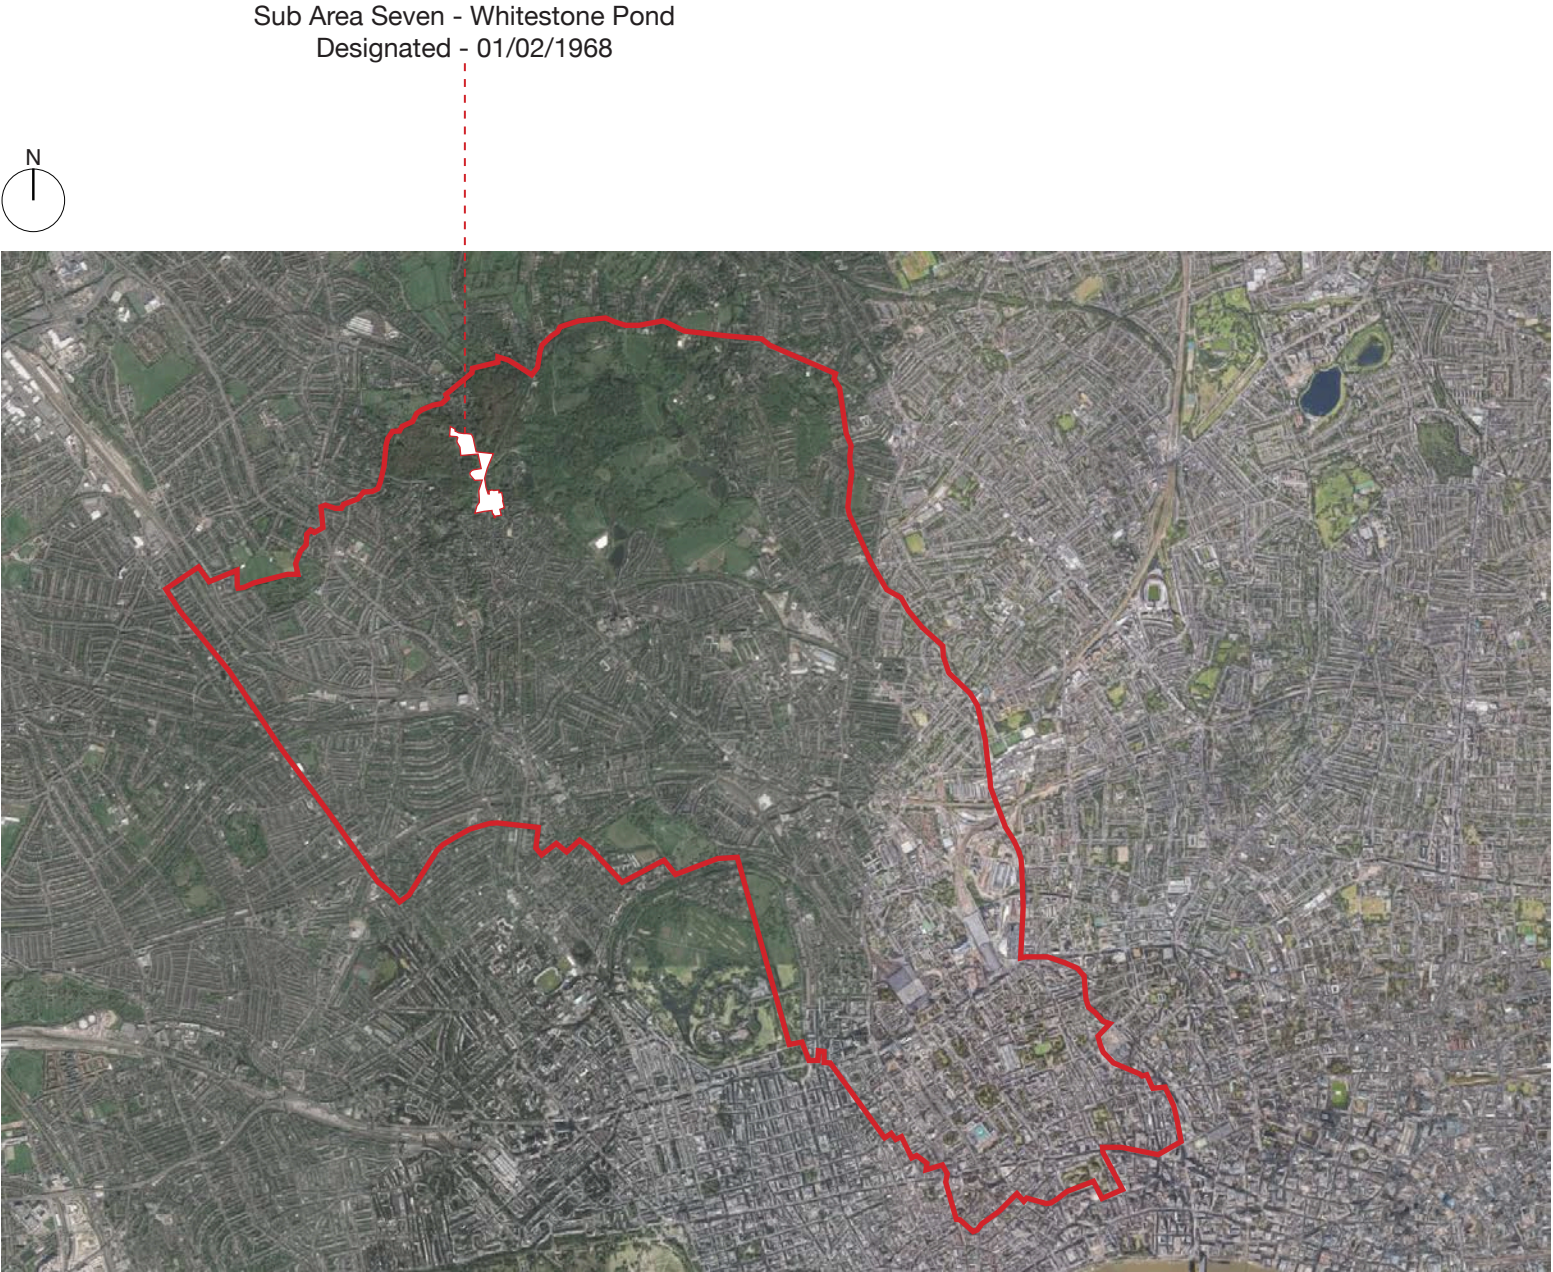 Sub Area Seven - Whitestone Pond
Designated - 01/02/1968
N